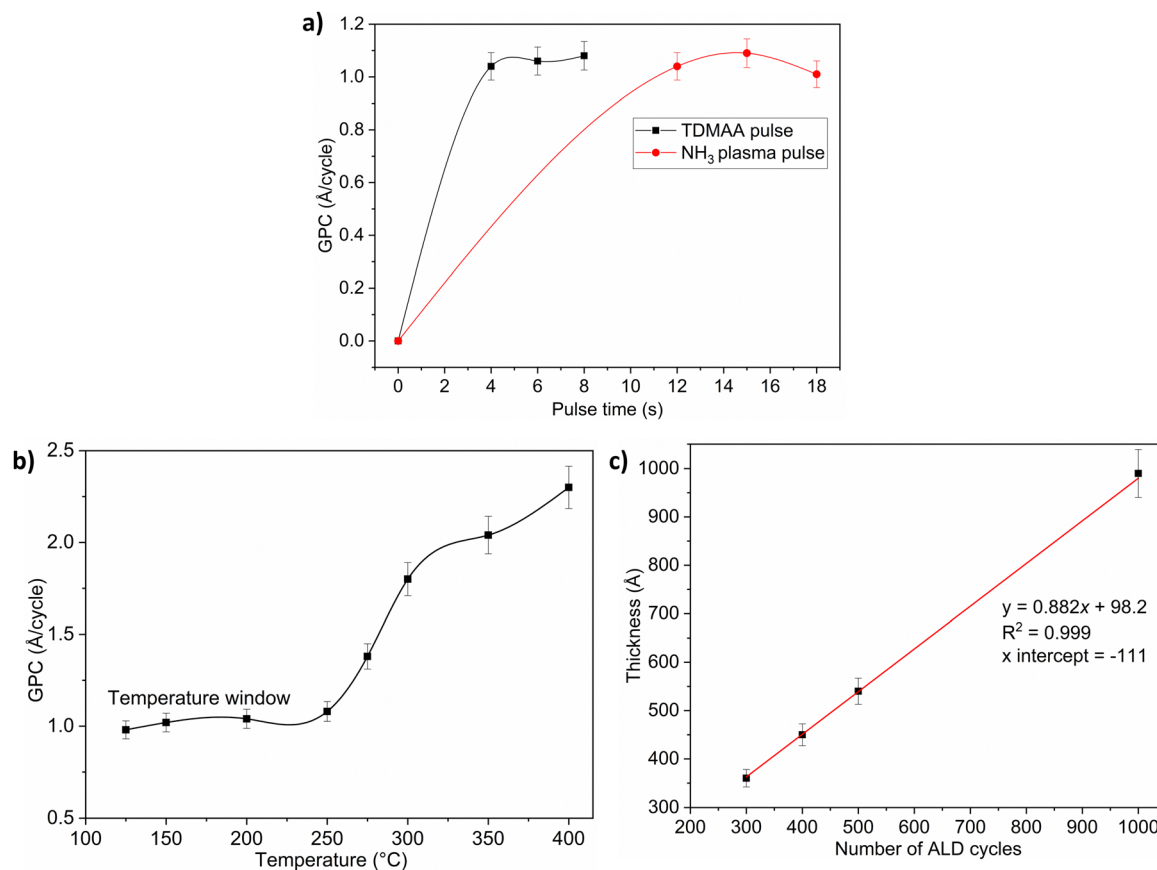 a)
1.2
1.0
0.8
0.6
0.4
0.2
0.0
GPC (Å/cycle)
TDMAA pulse
NH₃ plasma pulse
0 2 4 6 8 10 12 14 16 18
Pulse time (s)
b)
2.5
2.0
1.5
1.0
0.5
GPC (Å/cycle)
Temperature window
100 150 200 250 300 350 400
Temperature (°C)
c)
1000
900
800
700
600
500
400
300
Thickness (Å)
y = 0.882x + 98.2
R² = 0.999
x intercept = -111
200 300 400 500 600 700 800 900 1000
Number of ALD cycles